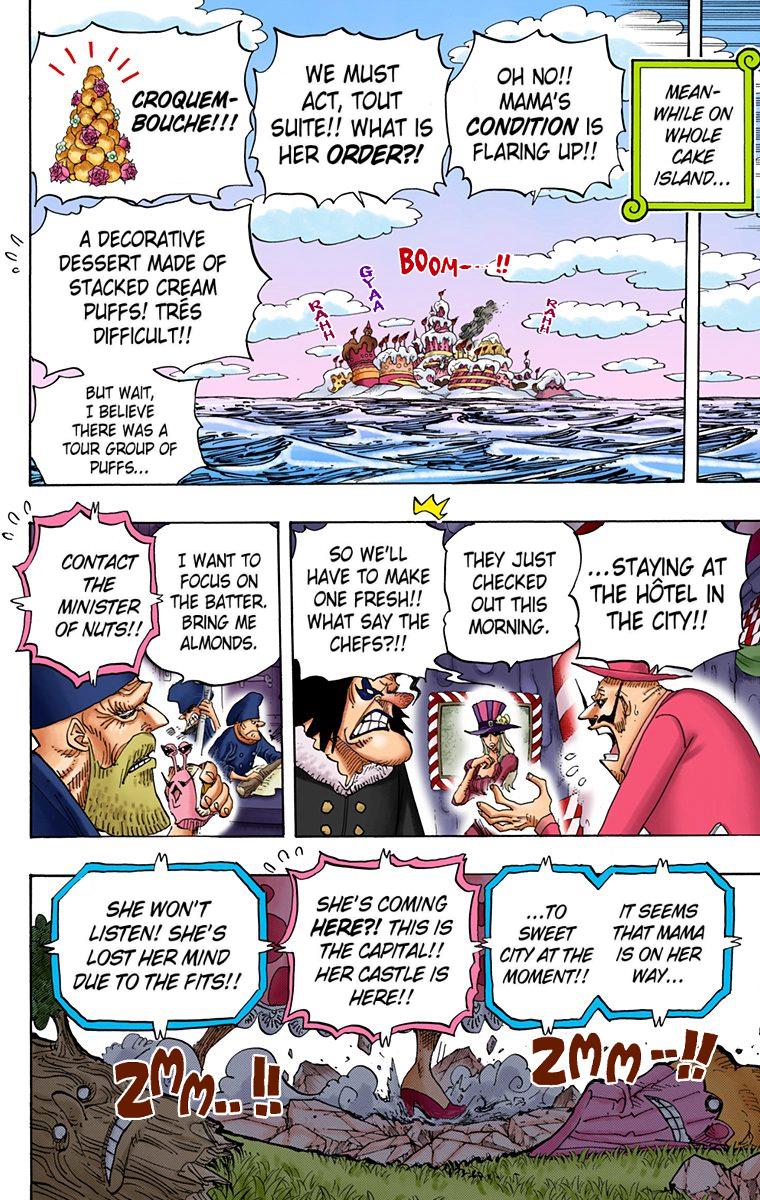 MEAN-
WHILE ON
WHOLE
CAKE
ISLAND...
OH NO!!
MAMA'S
CONDITION IS
FLARING UP!!
WE MUST
ACT, TOUT
SUITE!! WHAT IS
HER ORDER?!
CROQUEM-
BOUCHE!!!
A DECORATIVE
DESSERT MADE OF
STACKED CREAM
PUFFS! TRÉS
DIFFICULT!!
BUT WAIT,
I BELIEVE
THERE WAS A
TOUR GROUP OF
PUFFS...
BOOM---!!
GYAA
RAHH
RAHH
...STAYING AT
THE HÔTEL IN
THE CITY!!
THEY JUST
CHECKED
OUT THIS
MORNING.
SO WE'LL
HAVE TO MAKE
ONE FRESH!!
WHAT SAY THE
CHEFS?!!
I WANT TO
FOCUS ON
THE BATTER.
BRING ME
ALMONDS.
CONTACT
THE
MINISTER
OF NUTS!!
IT SEEMS
THAT MAMA
IS ON HER
WAY...
...TO
SWEET
CITY AT THE
MOMENT!!
SHE'S COMING
HERE?! THIS IS
THE CAPITAL!!
HER CASTLE IS
HERE!!
SHE WON'T
LISTEN! SHE'S
LOST HER MIND
DUE TO THE FITS!!
ZMM--!!
ZMM..!!